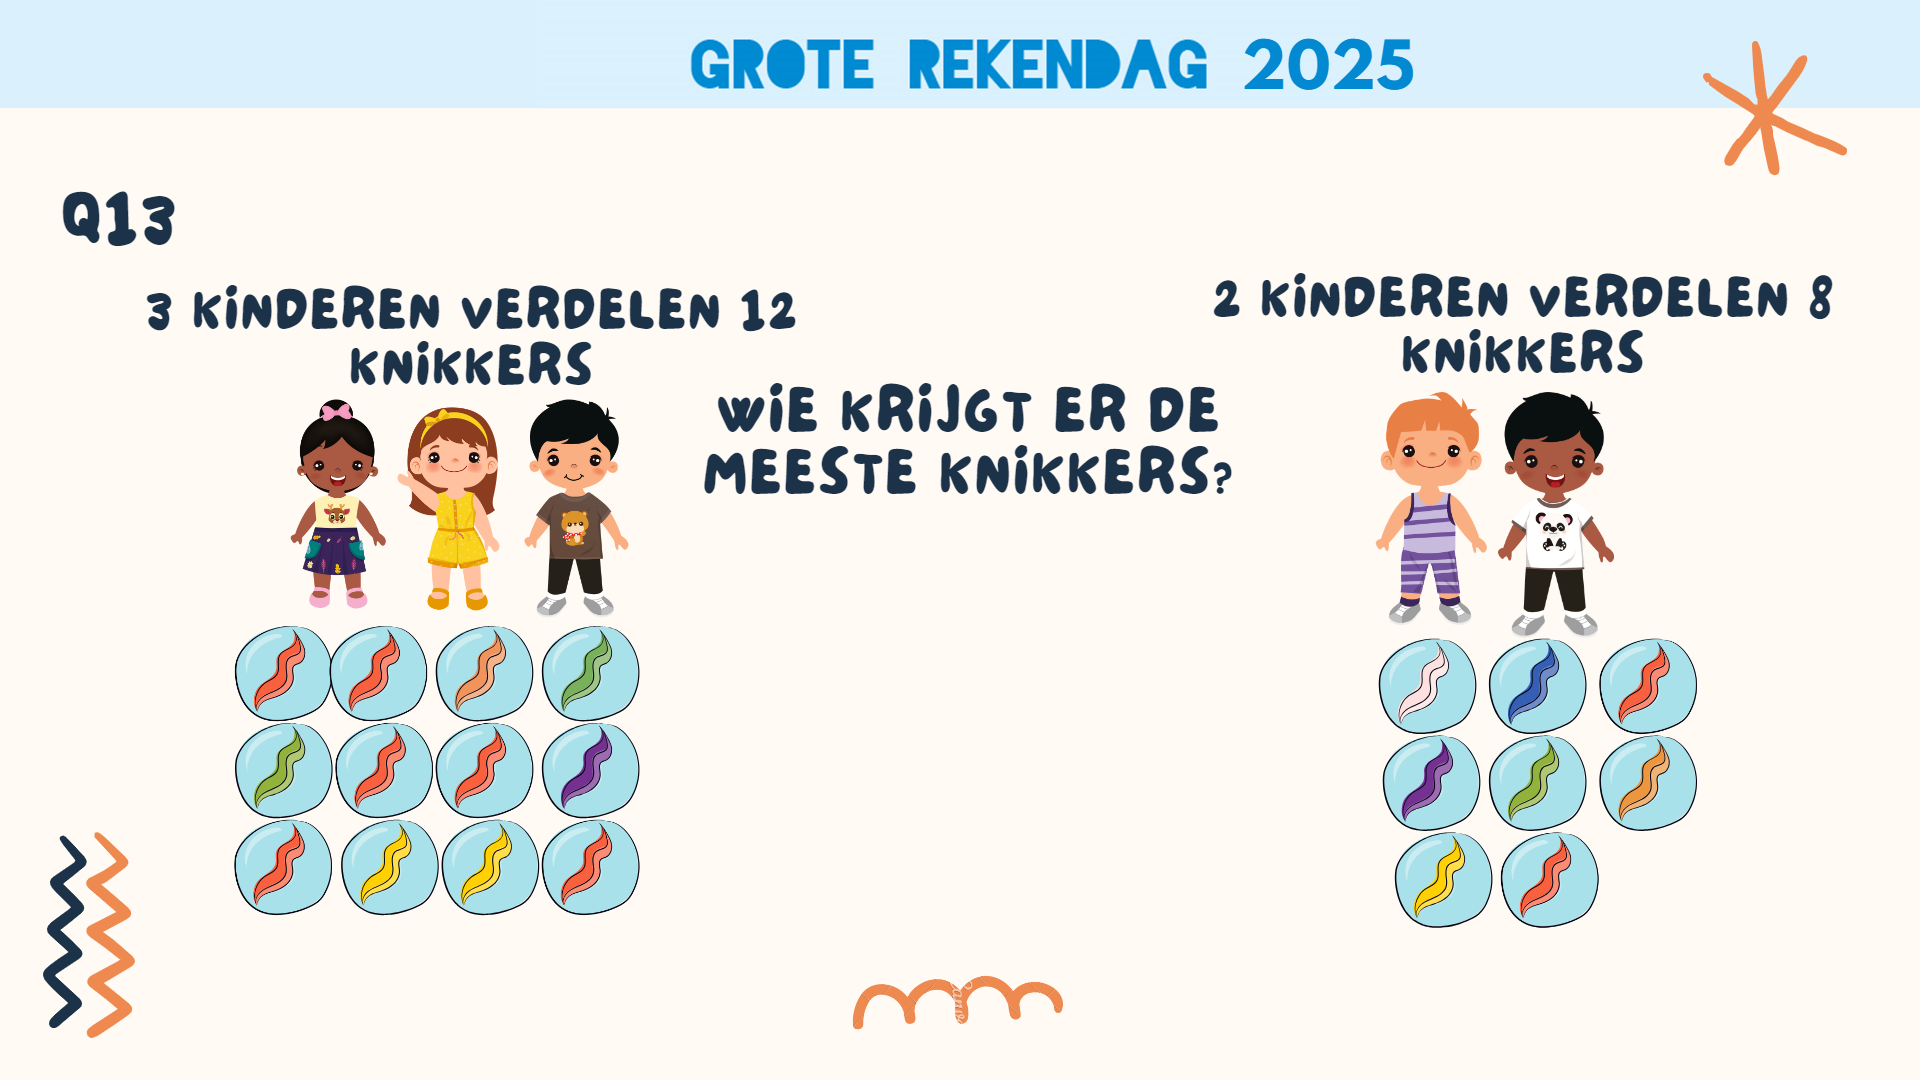 GROTE REKENDAG 2025
Q13
3 KINDEREN VERDELEN 12
KNIKKERS
WIE KRIJGT ER DE
MEESTE KNIKKERS?
2 KINDEREN VERDELEN 8
KNIKKERS